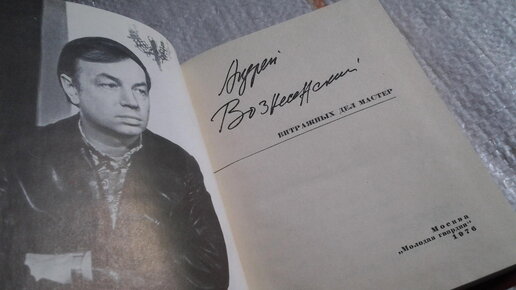 Андрей
Вознесенский
ВИТРАЖНЫХ ДЕЛ МАСТЕР
Москва
„Молодая гвардия"
1976